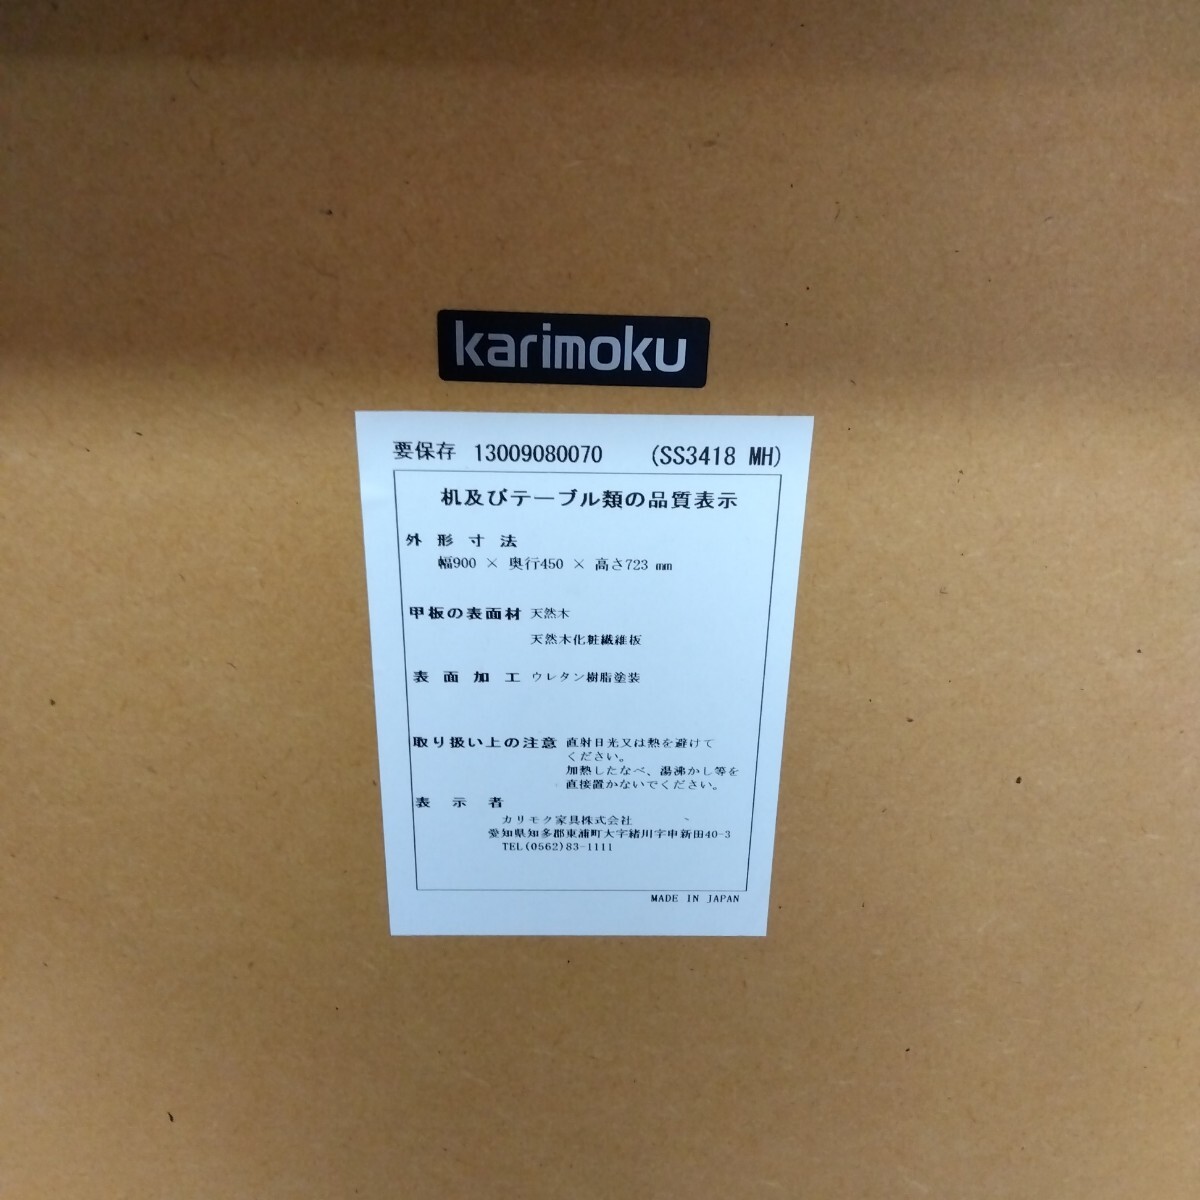 karimoku
要保存 13009080070 (SS3418 MH)
机及びテーブル類の品質表示
外形寸法
幅900 × 奥行450 × 高さ723 mm
甲板の表面材 天然木
天然木化粧繊維板
表面加工 ウレタン樹脂塗装
取り扱い上の注意 直射日光又は熱を避けて
ください。
加熱したなべ、湯沸かし等を
直接置かないでください。
表示者
カリモク家具株式会社
愛知県知多郡東浦町大字緒川字申新田40-3
TEL(0562)83-1111
MADE IN JAPAN